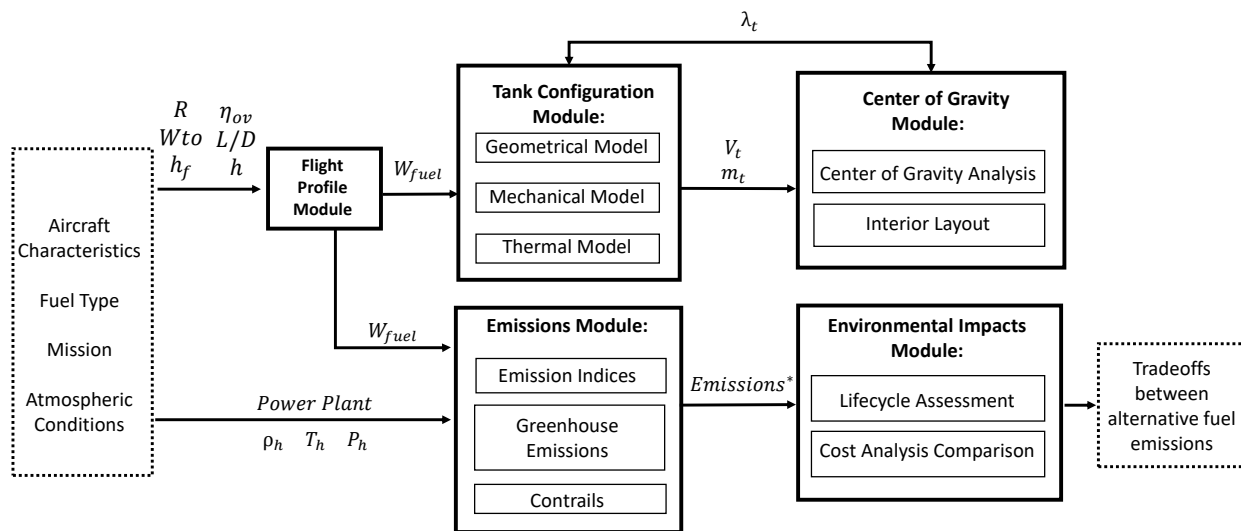 λ_t
R η_ov
Wto L/D
h_f h
Aircraft
Characteristics
Fuel Type
Mission
Atmospheric
Conditions
Flight
Profile
Module
W_fuel
Tank Configuration
Module:
Geometrical Model
Mechanical Model
Thermal Model
V_t
m_t
Center of Gravity
Module:
Center of Gravity Analysis
Interior Layout
W_fuel
Power Plant
ρ_h T_h P_h
Emissions Module:
Emission Indices
Greenhouse
Emissions
Contrails
Emissions*
Environmental Impacts
Module:
Lifecycle Assessment
Cost Analysis Comparison
Tradeoffs
between
alternative fuel
emissions